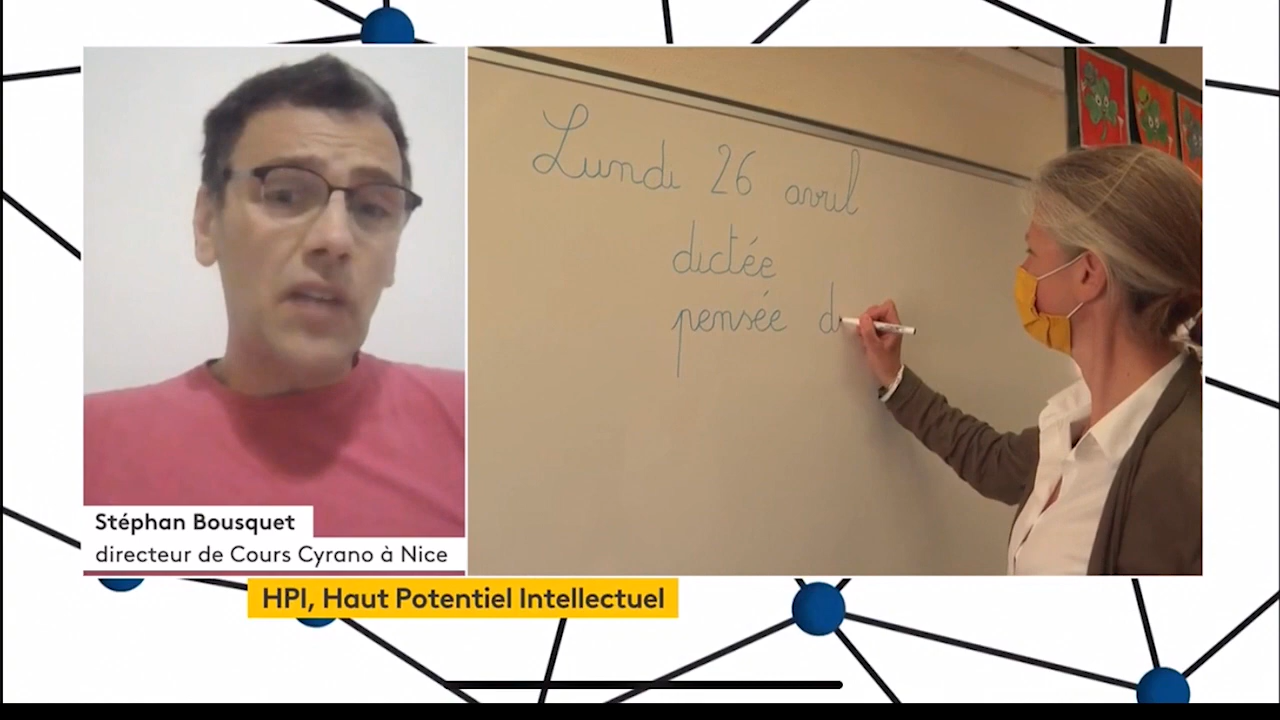 Lundi 26 avril
dictée
pensée d
Stéphan Bousquet
directeur de Cours Cyrano à Nice
HPI, Haut Potentiel Intellectuel